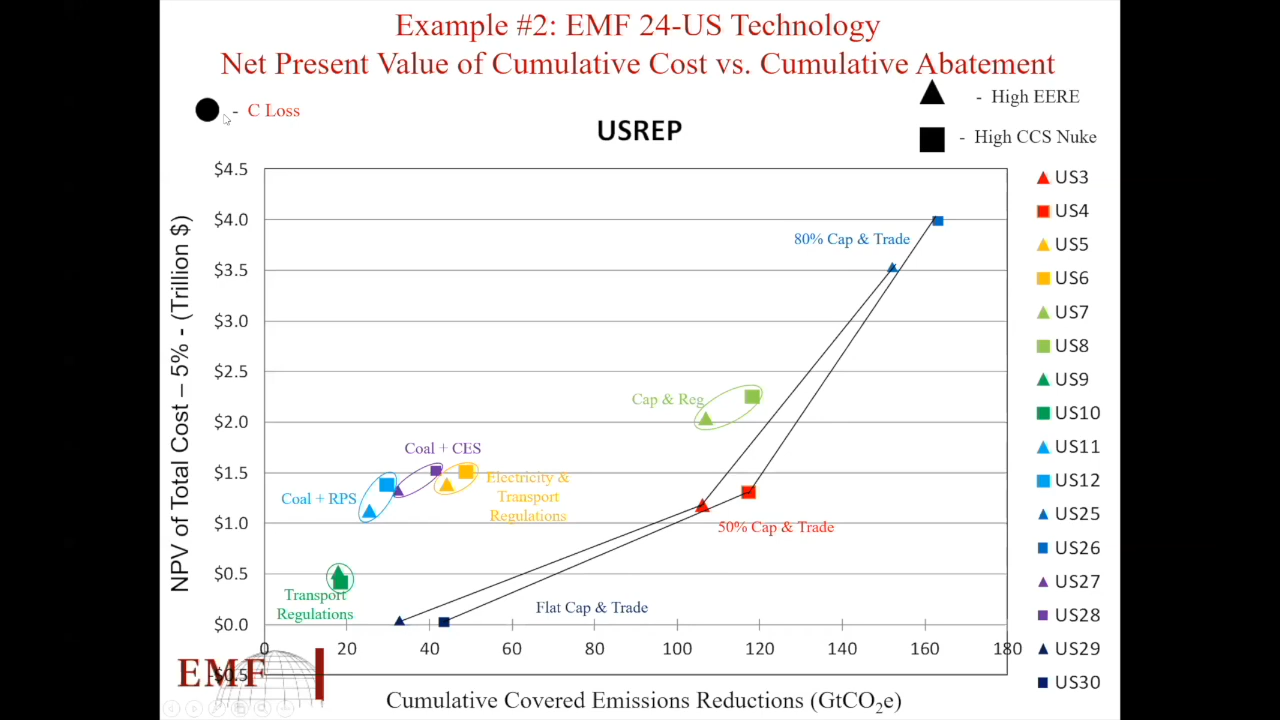 Example #2: EMF 24-US Technology
Net Present Value of Cumulative Cost vs. Cumulative Abatement
- C Loss
- High EERE
USREP
- High CCS Nuke
NPV of Total Cost – 5% - (Trillion $)
$4.5
$4.0
$3.5
$3.0
$2.5
$2.0
$1.5
$1.0
$0.5
$0.0
-$0.5
80% Cap & Trade
Cap & Reg
Coal + CES
Electricity &
Transport
Regulations
Coal + RPS
50% Cap & Trade
Transport
Regulations
Flat Cap & Trade
0 20 40 60 80 100 120 140 160 180
Cumulative Covered Emissions Reductions (GtCO₂e)
US3
US4
US5
US6
US7
US8
US9
US10
US11
US12
US25
US26
US27
US28
US29
US30
EMF